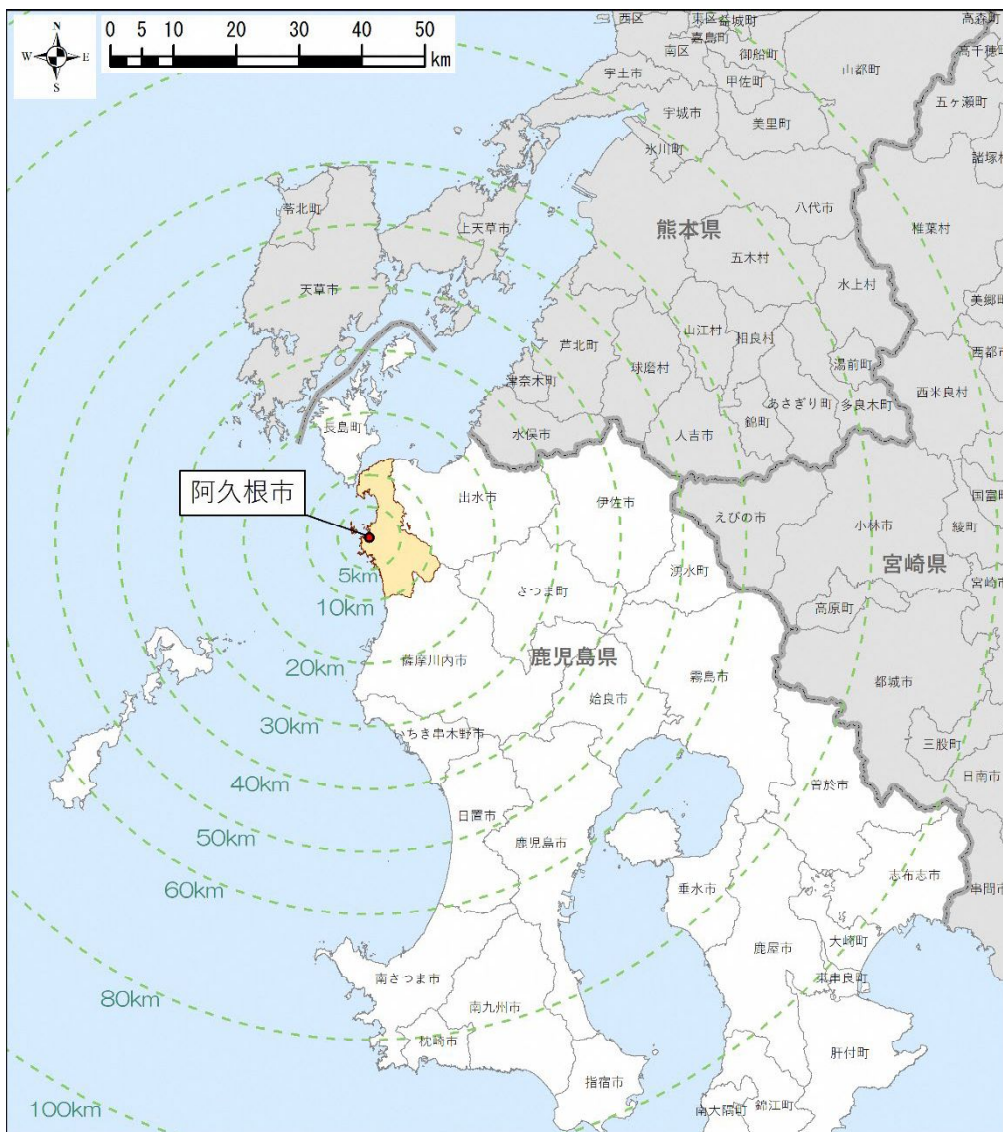 N
W
E
S
0 5 10 20 30 40 50
km
西区
東区
益城町
嘉島町
南区
御船町
高森町
高千穂町
山都町
宇土市
甲佐町
宇城市
美里町
五ヶ瀬町
氷川町
諸塚村
苓北町
上天草市
八代市
椎葉村
熊本県
五木村
天草市
水上村
美郷町
芦北町
球磨村
山江村
相良村
湯前町
西都市
津奈木町
あさぎり町
多良木町
西米良村
長島町
水俣市
人吉市
錦町
阿久根市
出水市
伊佐市
えびの市
小林市
国富町
綾町
宮崎県
宮崎市
5km
さつま町
湧水町
高原町
10km
薩摩川内市
鹿児島県
霧島市
20km
姶良市
都城市
30km
いちき串木野市
三股町
日南市
40km
曽於市
日置市
50km
鹿児島市
60km
垂水市
志布志市
串間市
鹿屋市
大崎町
南さつま市
東串良町
80km
南九州市
枕崎市
肝付町
指宿市
100km
南大隅町
錦江町